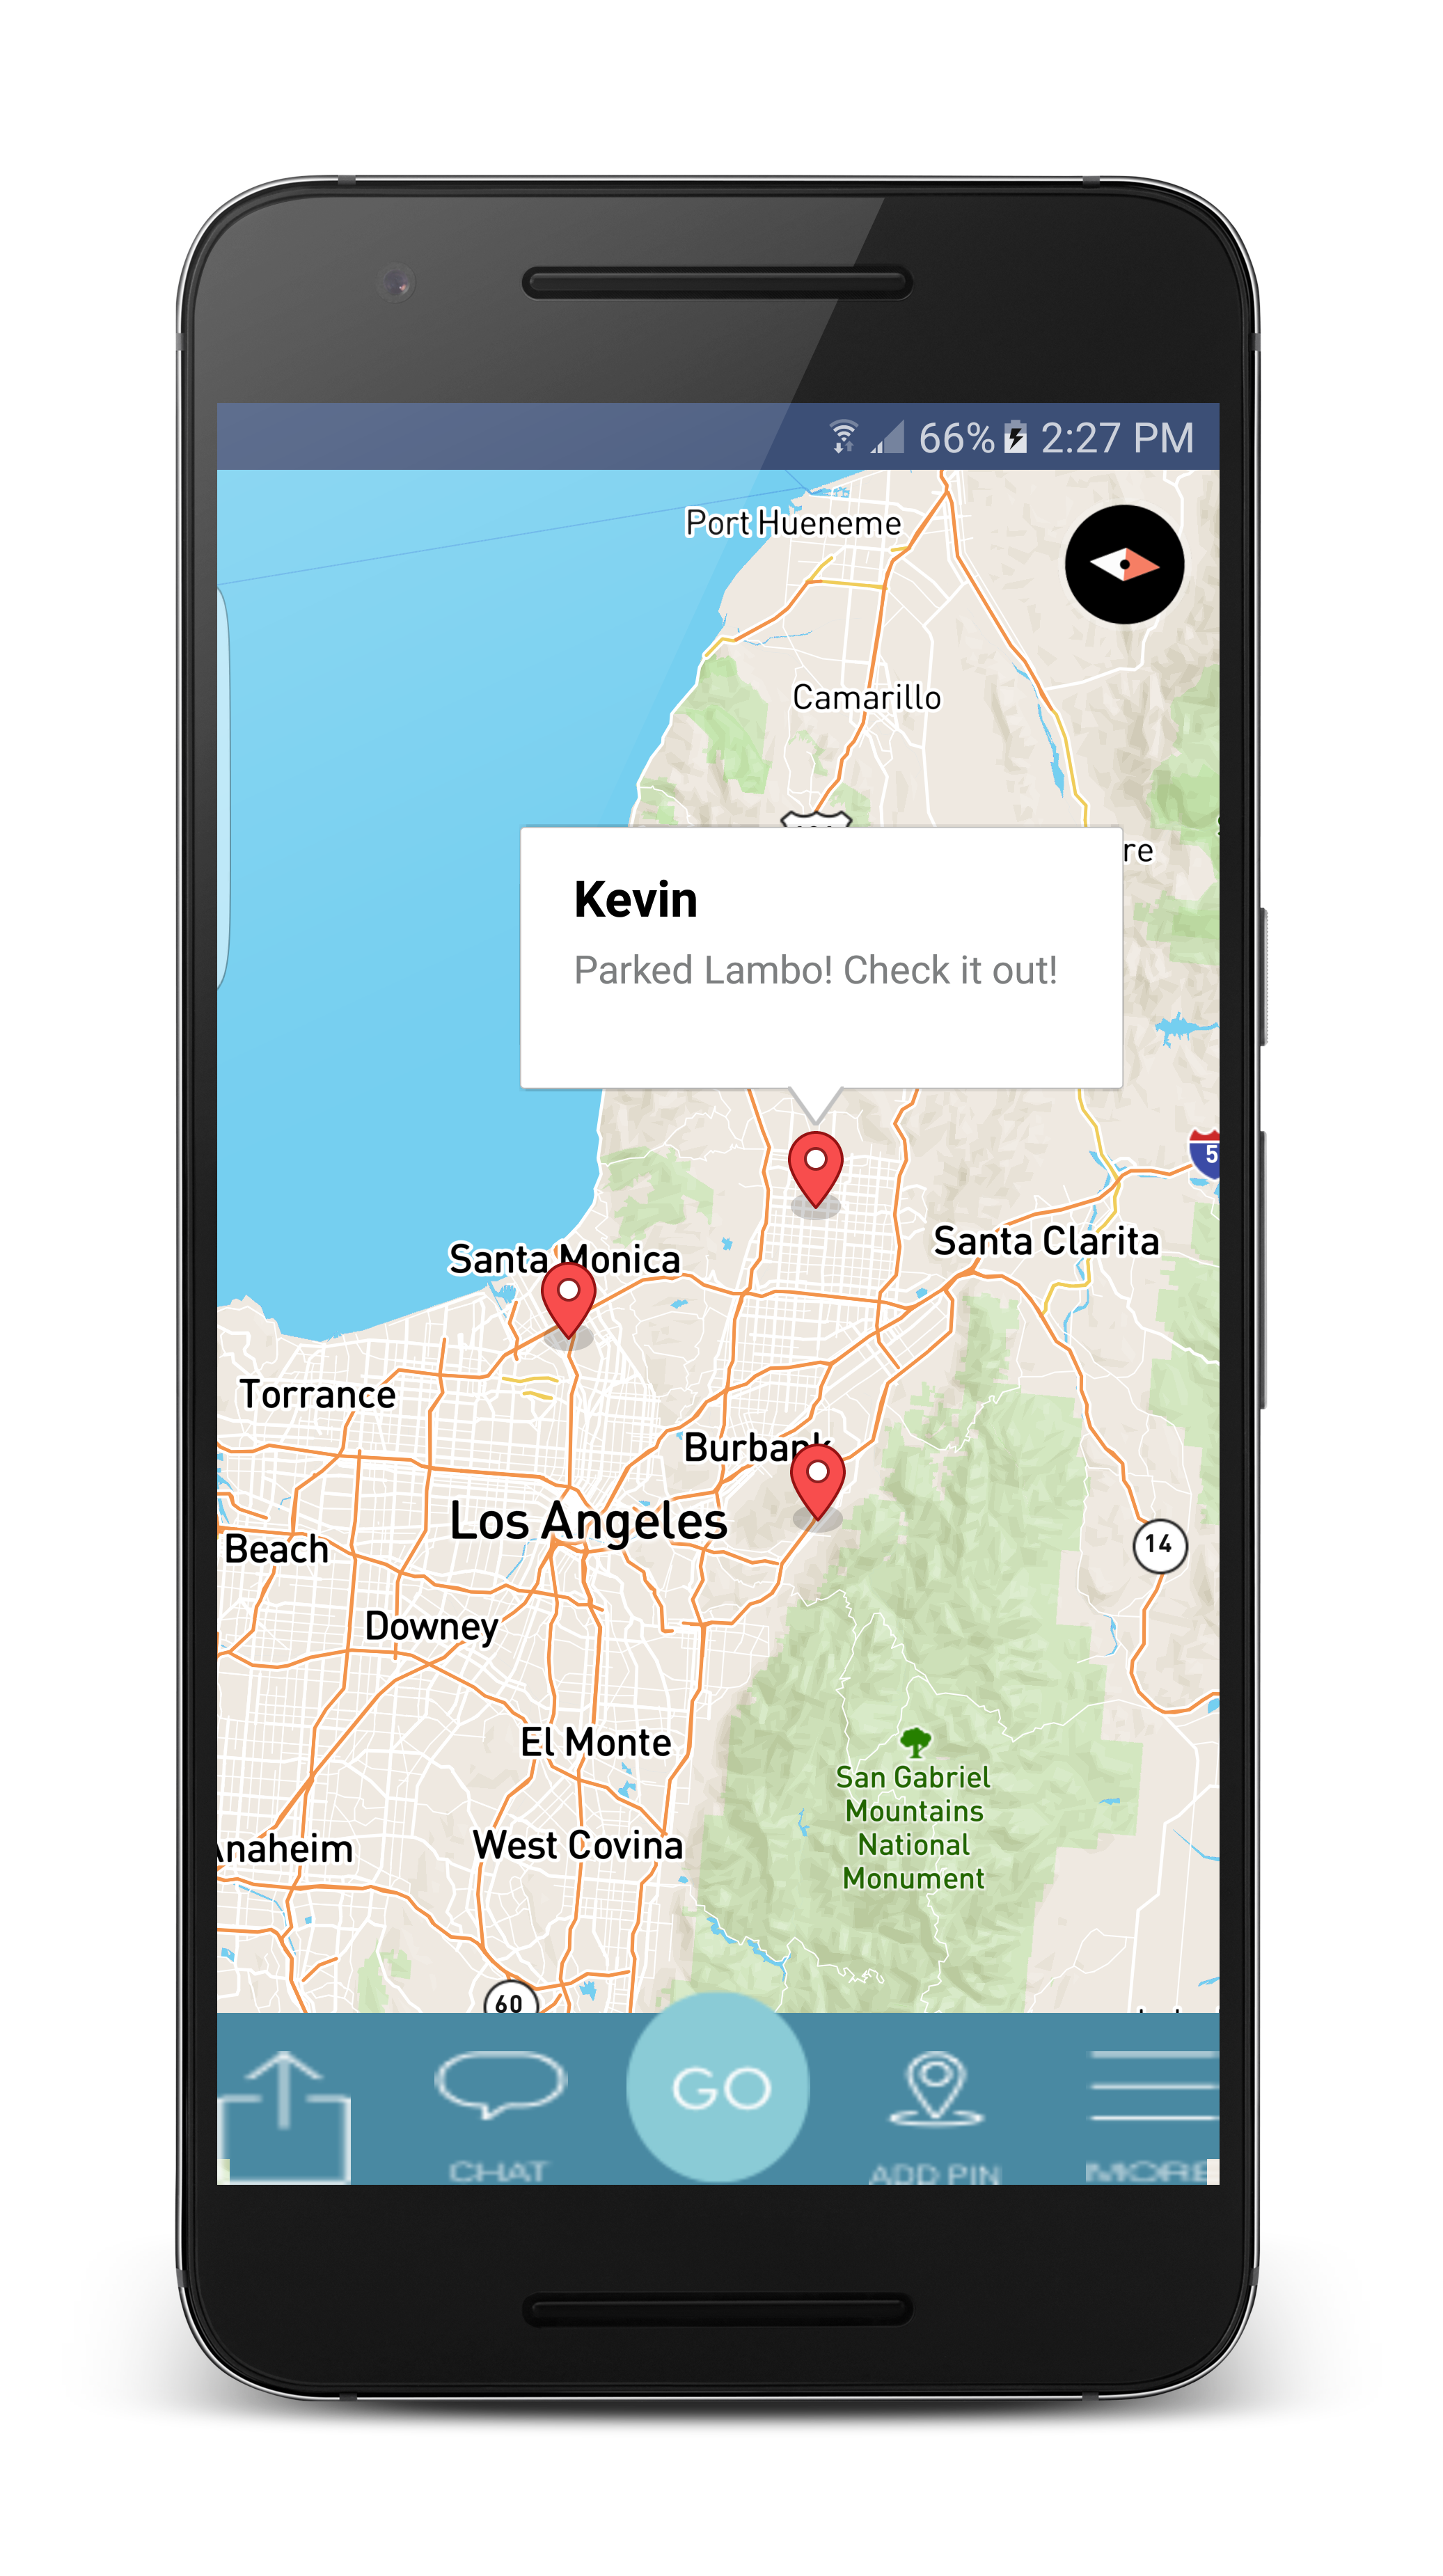 66% 2:27 PM
Port Hueneme
Camarillo
re
Kevin
Parked Lambo! Check it out!
5
Santa Clarita
Santa Monica
Torrance
Burbank
Los Angeles
14
Beach
Downey
El Monte
San Gabriel
Mountains
National
Monument
West Covina
Anaheim
60
GO
CHAT
ADD PIN
MORE